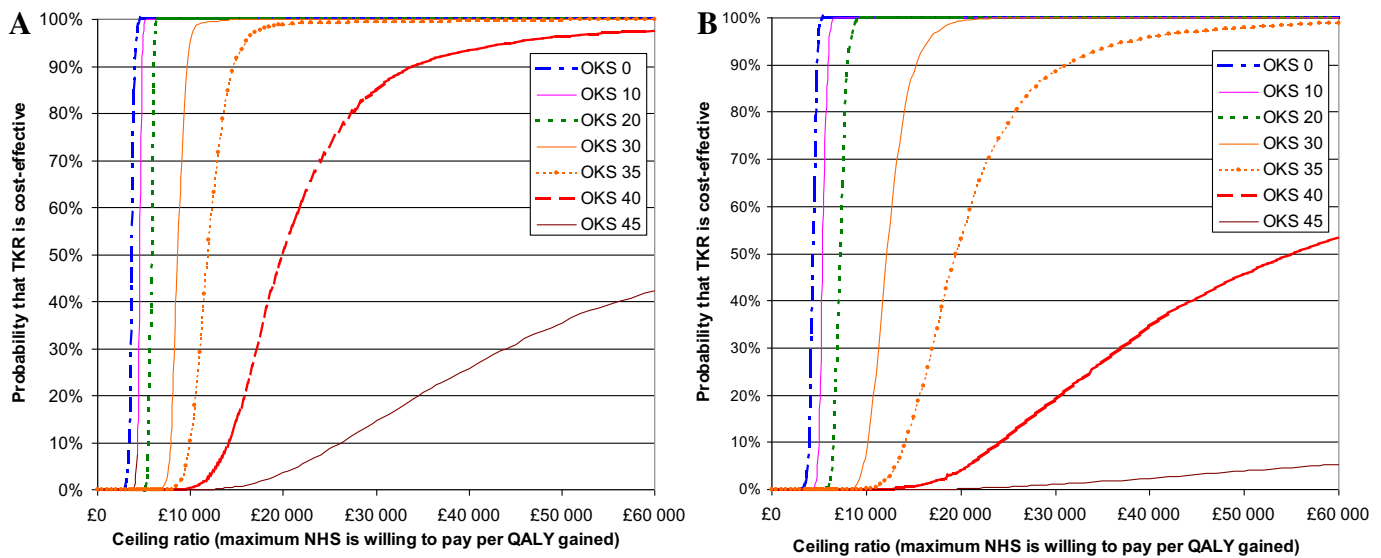 A
Probability that TKR is cost-effective
100%
90%
80%
70%
60%
50%
40%
30%
20%
10%
0%
OKS 0
OKS 10
OKS 20
OKS 30
OKS 35
OKS 40
OKS 45
£0 £10 000 £20 000 £30 000 £40 000 £50 000 £60 000
Ceiling ratio (maximum NHS is willing to pay per QALY gained)
B
Probability that TKR is cost-effective
100%
90%
80%
70%
60%
50%
40%
30%
20%
10%
0%
OKS 0
OKS 10
OKS 20
OKS 30
OKS 35
OKS 40
OKS 45
£0 £10 000 £20 000 £30 000 £40 000 £50 000 £60 000
Ceiling ratio (maximum NHS is willing to pay per QALY gained)